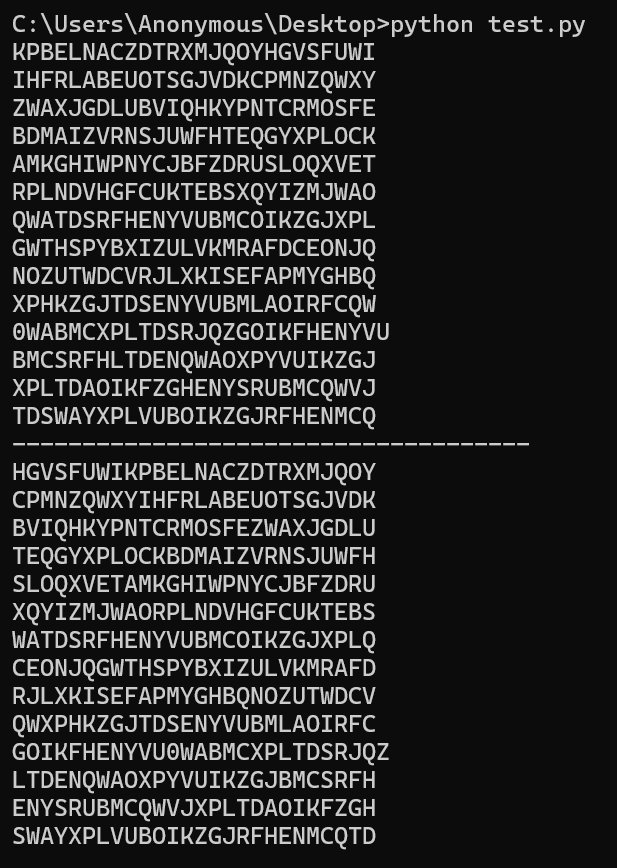 C:\Users\Anonymous\Desktop>python test.py
KPBELNACZDTRXMJQOYHGVSFUWI
IHFRLABEUOTSGJVDKCPMNZQWXY
ZWAXJGDLUBVIQHKYPNTCRMOSFE
BDMAIZVRNSJUWFHTEQGYXPLOCK
AMKGHIWPNYCJBFZDRUSLOQXVET
RPLNDVHGFCUKTEBSXQYIZMJWAO
QWATDSRFHENYVUBMCOIKZGJXPL
GWTHSPYBXIZULVKMRAFDCEONJQ
NOZUTWDCVRJLXKISEFAPMYGHBQ
XPHKZGJTDSENYVUBMLAOIRFCQW
0WABMCXPLTDSRJQZGOIKFHENYVU
BMCSRFHLTDENQWAOXPYVUIKZGJ
XPLTDAOIKFZGHENYSRUBMCQWVJ
TDSWAYXPLVUBOIKZGJRFHENMCQ
-------------------------------------
HGVSFUWIKPBELNACZDTRXMJQOY
CPMNZQWXYIHFRLABEUOTSGJVDK
BVIQHKYPNTCRMOSFEZWAXJGDLU
TEQGYXPLOCKBDMAIZVRNSJUWFH
SLOQXVETAMKGHIWPNYCJBFZDRU
XQYIZMJWAORPLNDVHGFCUKTEBS
WATDSRFHENYVUBMCOIKZGJXPLQ
CEONJQGWTHSPYBXIZULVKMRAFD
RJLXKISEFAPMYGHBQNOZUTWDCV
QWXPHKZGJTDSENYVUBMLAOIRFC
GOIKFHENYVU0WABMCXPLTDSRJQZ
LTDENQWAOXPYVUIKZGJBMCSRFH
ENYSRUBMCQWVJXPLTDAOIKFZGH
SWAYXPLVUBOIKZGJRFHENMCQTD